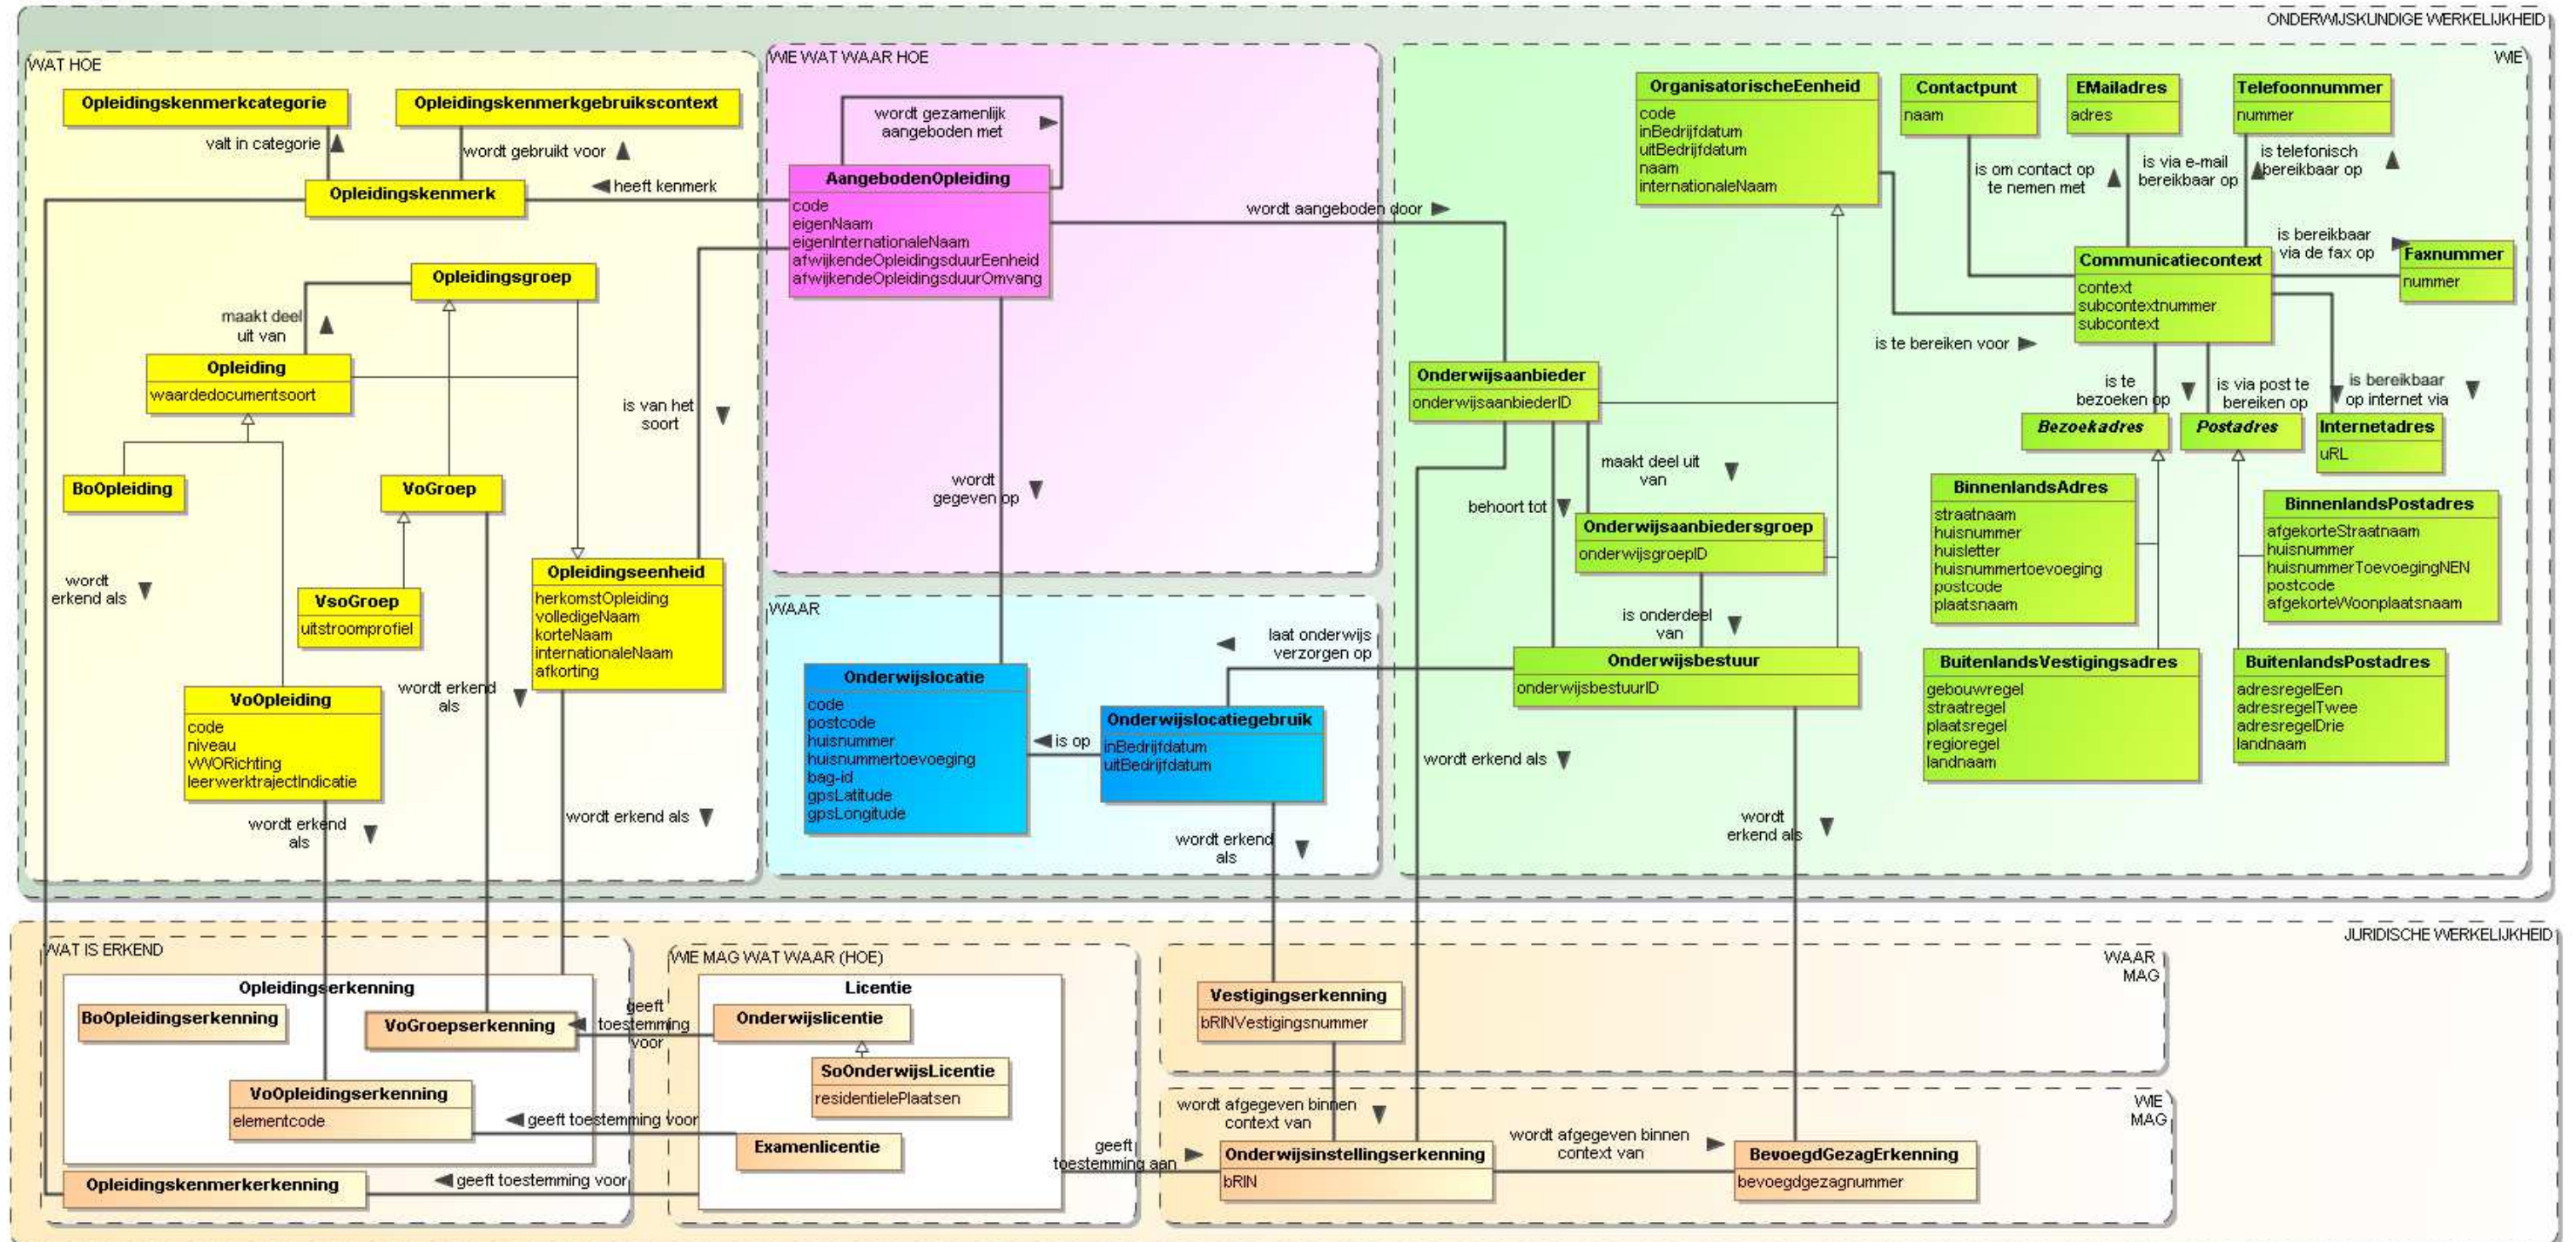 ONDERWIJSKUNDIGE WERKELIJKHEID
WAT HOE
Opleidingskenmerkcategorie
Opleidingskenmerkgebruikscontext
valt in categorie
wordt gebruikt voor
Opleidingskenmerk
heeft kenmerk
Opleidingsgroep
maakt deel
uit van
Opleiding
waardedocumentsoort
BoOpleiding
VoGroep
is van het
soort
wordt
erkend als
VsoGroep
uitstroomprofiel
Opleidingseenheid
herkomstOpleiding
volledigeNaam
korteNaam
internationaleNaam
afkorting
VoOpleiding
code
niveau
vWORichting
leerwerktrajectIndicatie
wordt erkend
als
wordt erkend
als
wordt erkend als
WIE WAT WAAR HOE
wordt gezamenlijk
aangeboden met
AangebodenOpleiding
code
eigenNaam
eigenInternationaleNaam
afwijkendeOpleidingsduurEenheid
afwijkendeOpleidingsduurOmvang
wordt aangeboden door
wordt
gegeven op
WAAR
laat onderwijs
verzorgen op
Onderwijslocatie
code
postcode
huisnummer
huisnummertoevoeging
bag-id
gpsLatitude
gpsLongitude
is op
Onderwijslocatiegebruik
inBedrijfdatum
uitBedrijfdatum
wordt erkend
als
WIE
OrganisatorischeEenheid
code
inBedrijfdatum
uitBedrijfdatum
naam
internationaleNaam
Contactpunt
naam
EMailadres
adres
Telefoonnummer
nummer
is om contact op
te nemen met
is via e-mail
bereikbaar op
is telefonisch
bereikbaar op
is bereikbaar
via de fax op
Faxnummer
nummer
Communicatiecontext
context
subcontextnummer
subcontext
is te bereiken voor
is te
bezoeken op
is via post te
bereiken op
is bereikbaar
op internet via
Bezoekadres
Postadres
Internetadres
uRL
Onderwijsaanbieder
onderwijsaanbiederID
maakt deel uit
van
behoort tot
Onderwijsaanbiedersgroep
onderwijsgroepID
is onderdeel
van
Onderwijsbestuur
onderwijsbestuurID
wordt erkend als
wordt
erkend als
BinnenlandsAdres
straatnaam
huisnummer
huisletter
huisnummertoevoeging
postcode
plaatsnaam
BinnenlandsPostadres
afgekorteStraatnaam
huisnummer
huisnummerToevoegingNEN
postcode
afgekorteWoonplaatsnaam
BuitenlandsVestigingsadres
gebouwregel
straatregel
plaatsregel
regioregel
landnaam
BuitenlandsPostadres
adresregelEen
adresregelTwee
adresregelDrie
landnaam
JURIDISCHE WERKELIJKHEID
WAT IS ERKEND
Opleidingserkenning
BoOpleidingserkenning
VoGroepserkenning
VoOpleidingserkenning
elementcode
Opleidingskenmerkerkenning
geeft
toestemming
voor
geeft toestemming voor
geeft toestemming voor
WIE MAG WAT WAAR (HOE)
Licentie
Onderwijslicentie
SoOnderwijsLicentie
residentielePlaatsen
Examenlicentie
geeft
toestemming aan
WAAR
MAG
Vestigingserkenning
bRINVestigingsnummer
WIE
MAG
wordt afgegeven binnen
context van
Onderwijsinstellingserkenning
bRIN
wordt afgegeven binnen
context van
BevoegdGezagErkenning
bevoegdgezagnummer